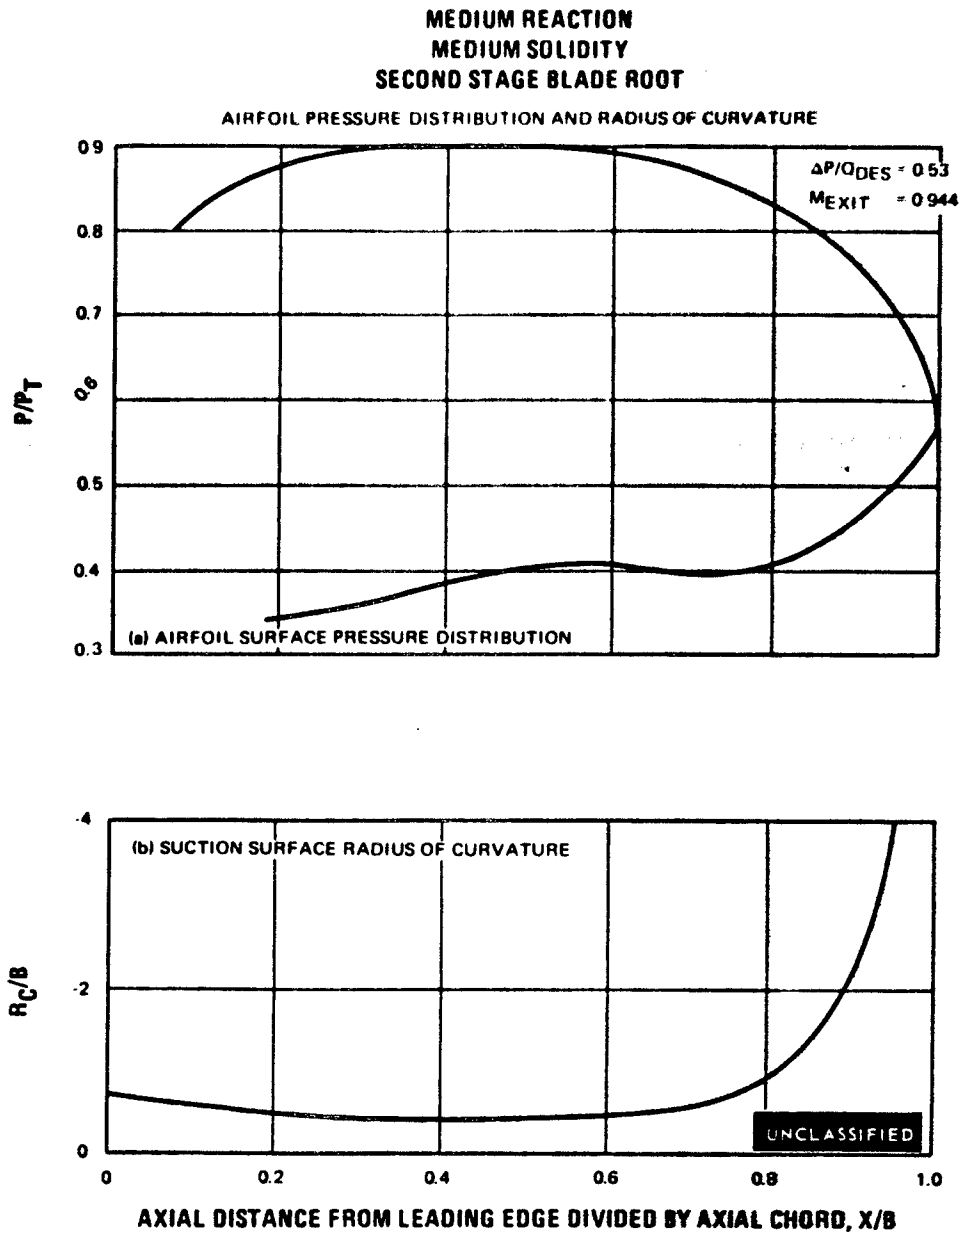 MEDIUM REACTION
MEDIUM SOLIDITY
SECOND STAGE BLADE ROOT
AIRFOIL PRESSURE DISTRIBUTION AND RADIUS OF CURVATURE
0.9
ΔP/QDES = 0.53
MEXIT = 0.944
0.8
0.7
0.6
P/PT
0.5
0.4
(a) AIRFOIL SURFACE PRESSURE DISTRIBUTION
0.3
-4
(b) SUCTION SURFACE RADIUS OF CURVATURE
-2
RC/B
UNCLASSIFIED
0
0 0.2 0.4 0.6 0.8 1.0
AXIAL DISTANCE FROM LEADING EDGE DIVIDED BY AXIAL CHORD, X/B